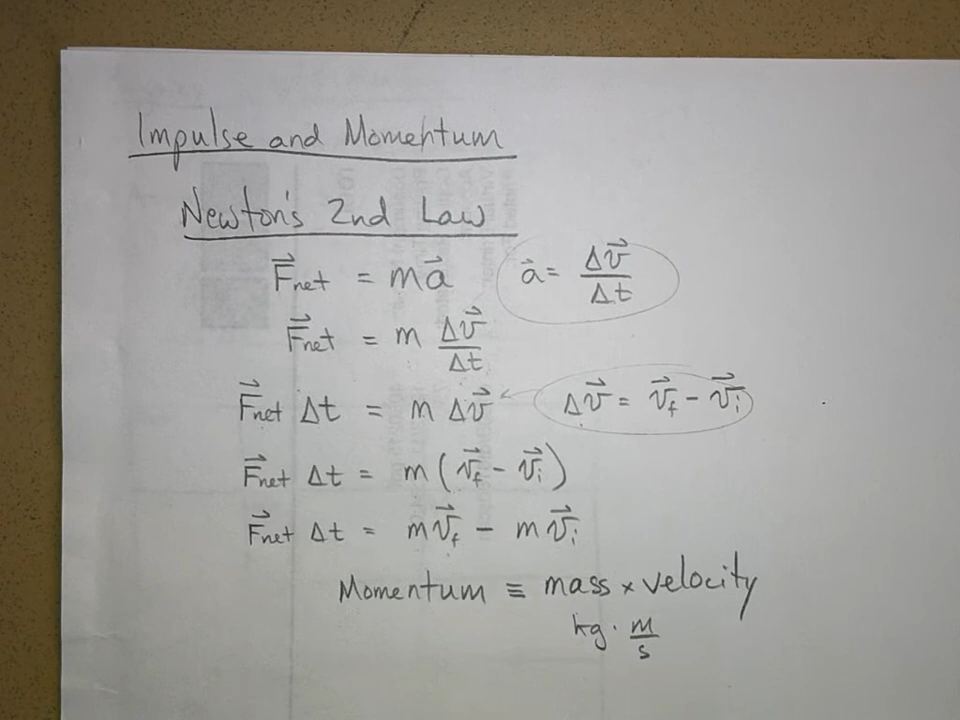 Impulse and Momentum
Newton's 2nd Law
F⃗net = ma⃗    a⃗ = Δv⃗/Δt
F⃗net = m Δv⃗/Δt
F⃗net Δt = m Δv⃗    Δv⃗ = v⃗f - v⃗i
F⃗net Δt = m(v⃗f - v⃗i)
F⃗net Δt = mv⃗f - mv⃗i
Momentum ≡ mass × velocity
kg · m/s